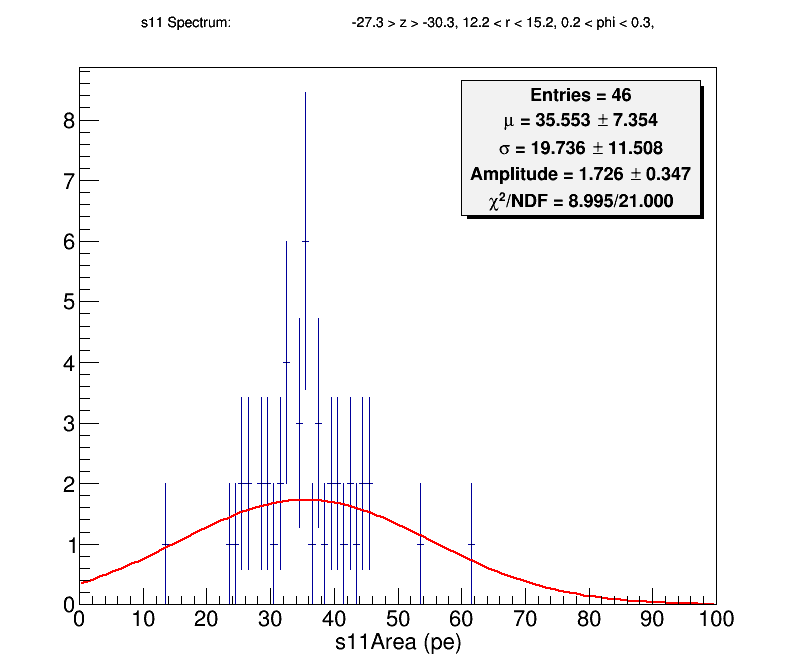 s11 Spectrum: -27.3 > z > -30.3, 12.2 < r < 15.2, 0.2 < phi < 0.3,
Entries = 46
μ = 35.553 ± 7.354
σ = 19.736 ± 11.508
Amplitude = 1.726 ± 0.347
χ²/NDF = 8.995/21.000
8
7
6
5
4
3
2
1
0
0 10 20 30 40 50 60 70 80 90 100
s11Area (pe)